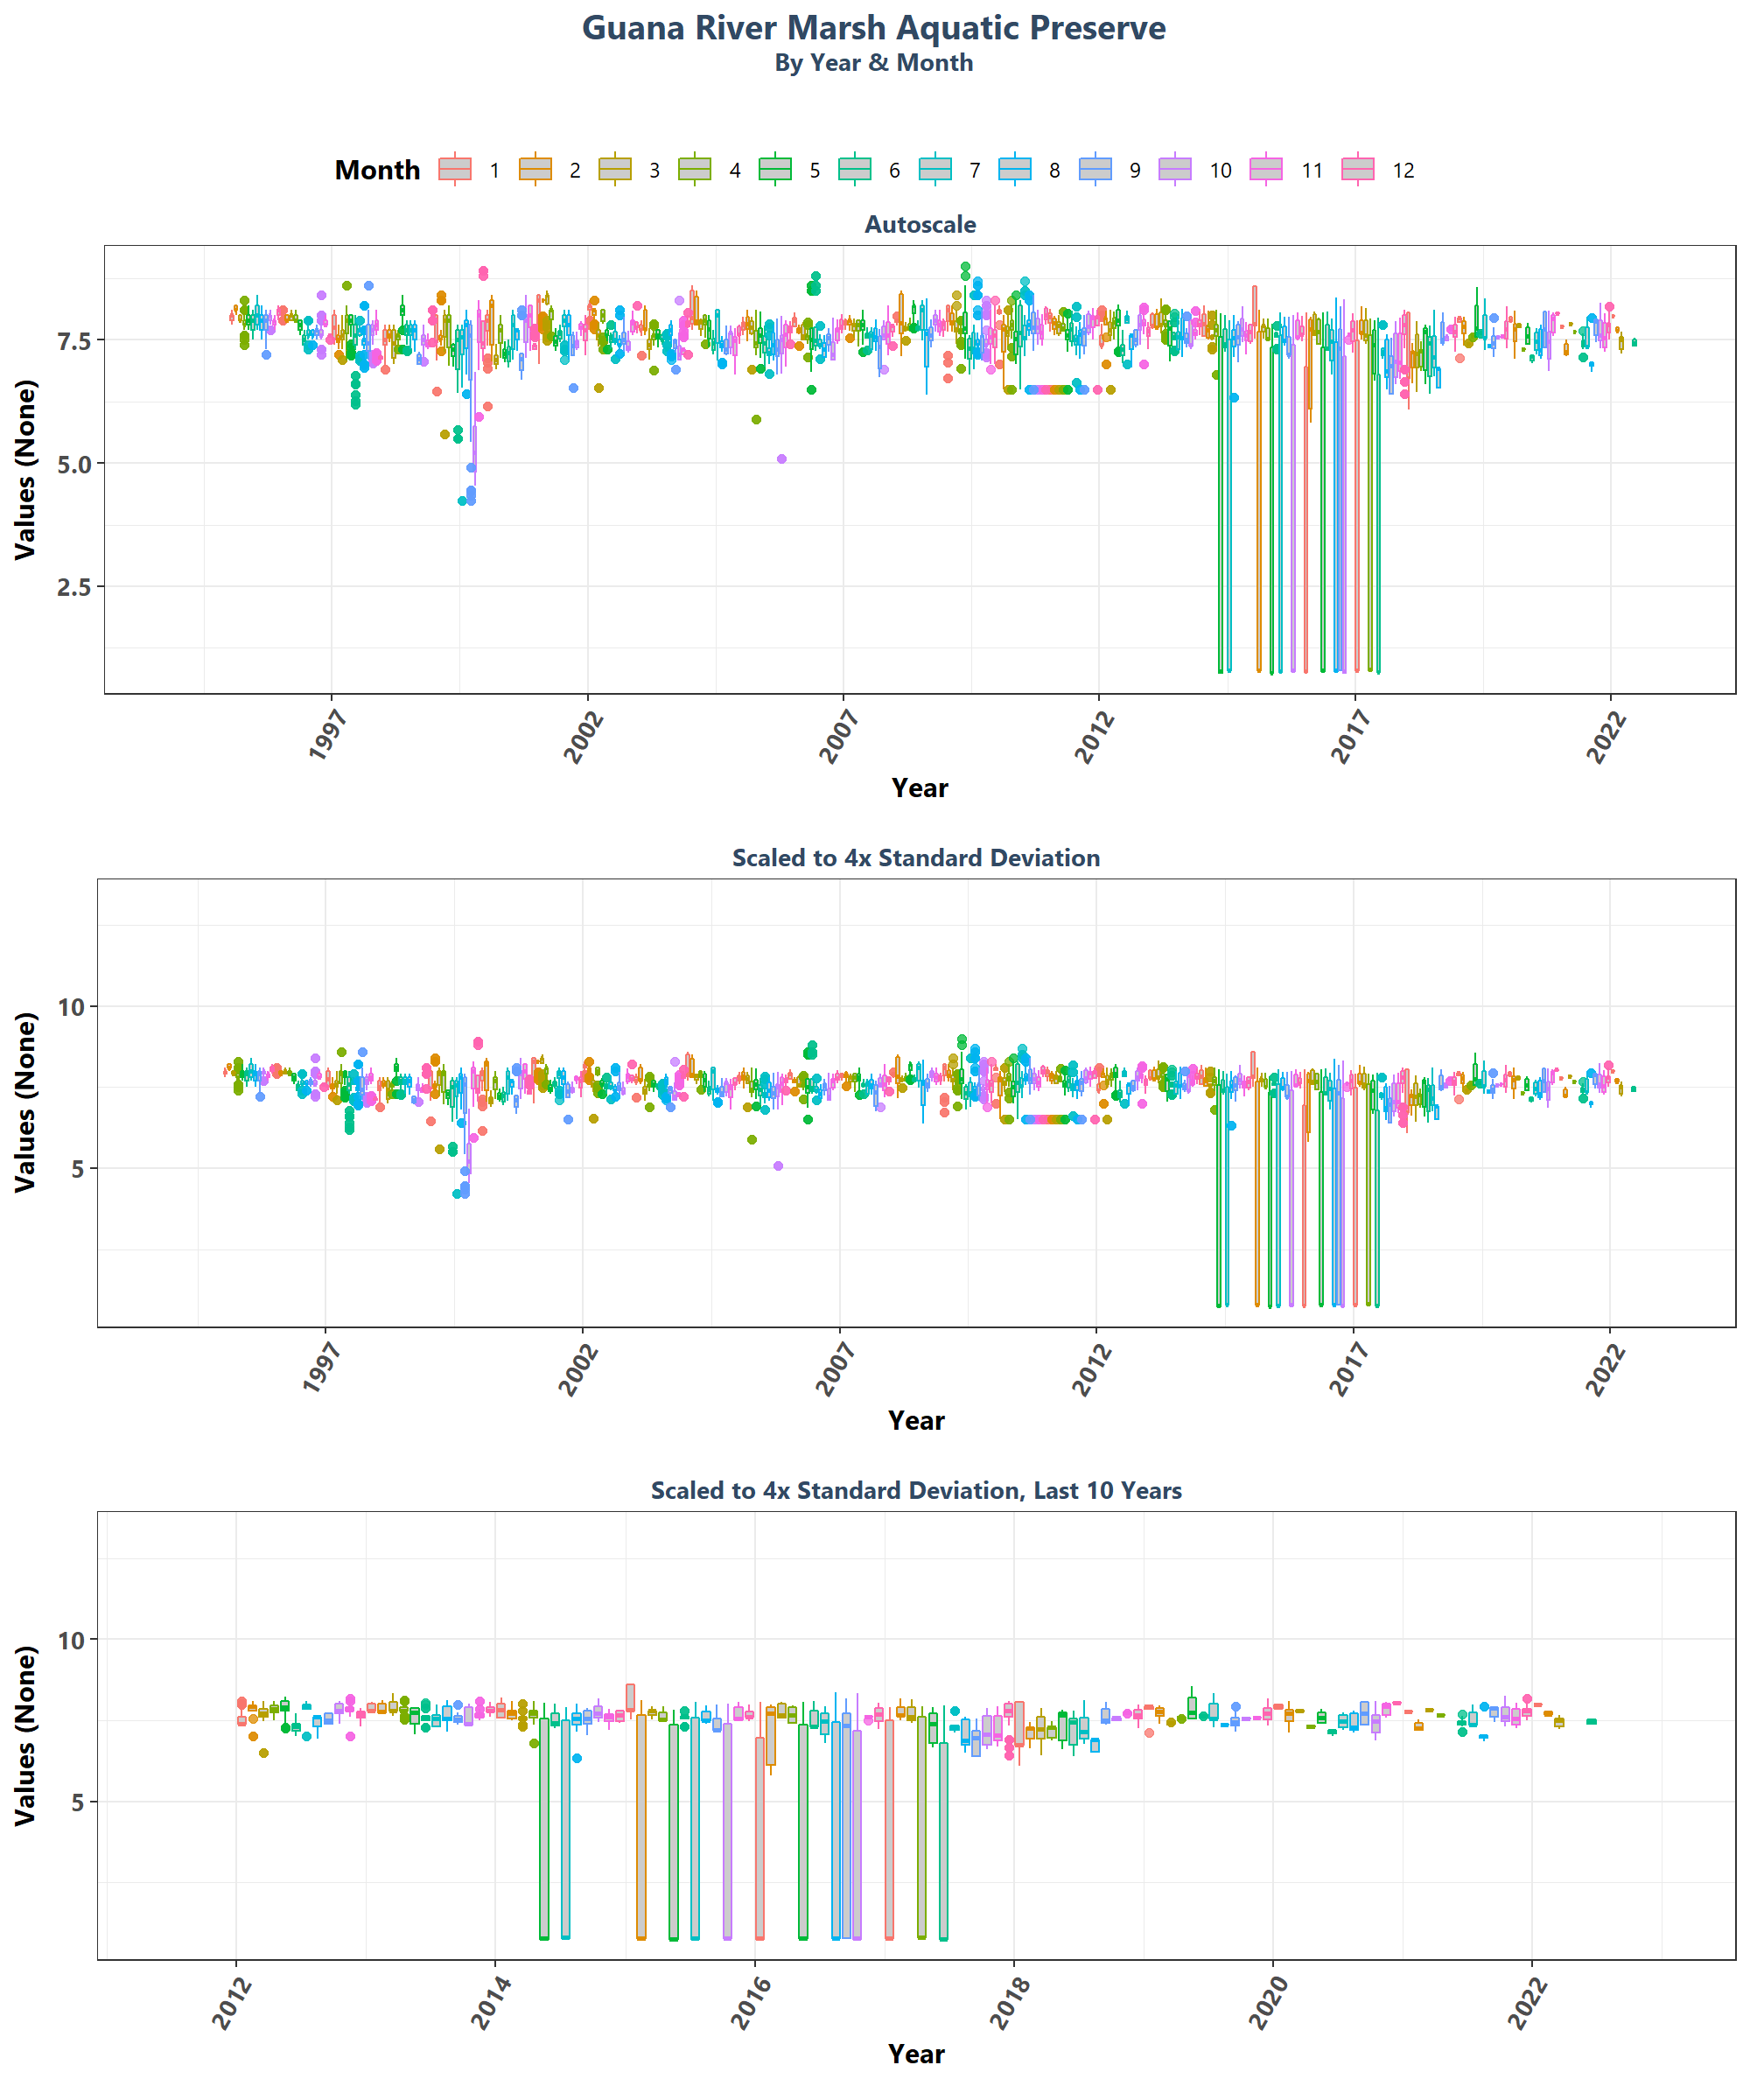 Guana River Marsh Aquatic Preserve
By Year & Month
Month 1 2 3 4 5 6 7 8 9 10 11 12
Autoscale
Values (None)
7.5
5.0
2.5
1997 2002 2007 2012 2017 2022
Year
Scaled to 4x Standard Deviation
Values (None)
10
5
1997 2002 2007 2012 2017 2022
Year
Scaled to 4x Standard Deviation, Last 10 Years
Values (None)
10
5
2012 2014 2016 2018 2020 2022
Year